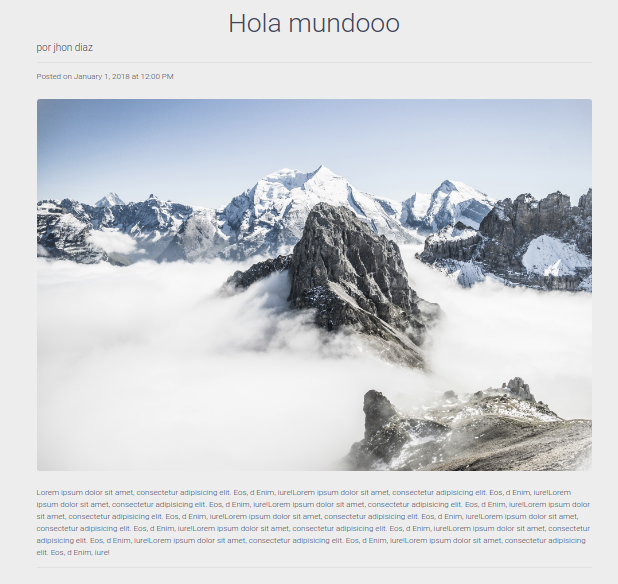 Hola mundooo
por jhon diaz
Posted on January 1, 2018 at 12:00 PM
Lorem ipsum dolor sit amet, consectetur adipisicing elit. Eos, d Enim, iure!Lorem ipsum dolor sit amet, consectetur adipisicing elit. Eos, d Enim, iure!Lorem
ipsum dolor sit amet, consectetur adipisicing elit. Eos, d Enim, iure!Lorem ipsum dolor sit amet, consectetur adipisicing elit. Eos, d Enim, iure!Lorem ipsum dolor
sit amet, consectetur adipisicing elit. Eos, d Enim, iure!Lorem ipsum dolor sit amet, consectetur adipisicing elit. Eos, d Enim, iure!Lorem ipsum dolor sit amet,
consectetur adipisicing elit. Eos, d Enim, iure!Lorem ipsum dolor sit amet, consectetur adipisicing elit. Eos, d Enim, iure!Lorem ipsum dolor sit amet, consectetur
adipisicing elit. Eos, d Enim, iure!Lorem ipsum dolor sit amet, consectetur adipisicing elit. Eos, d Enim, iure!Lorem ipsum dolor sit amet, consectetur adipisicing
elit. Eos, d Enim, iure!